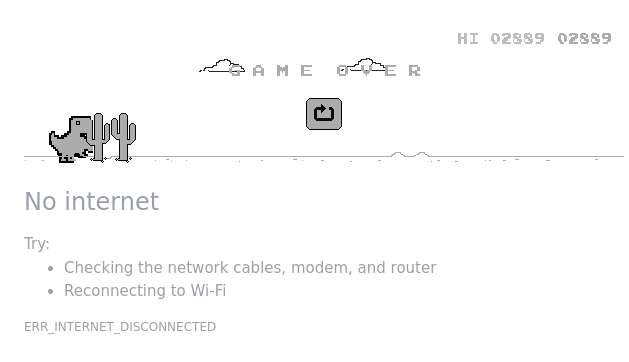 HI 02889 02889
GAME OVER
No internet
Try:
• Checking the network cables, modem, and router
• Reconnecting to Wi-Fi
ERR_INTERNET_DISCONNECTED